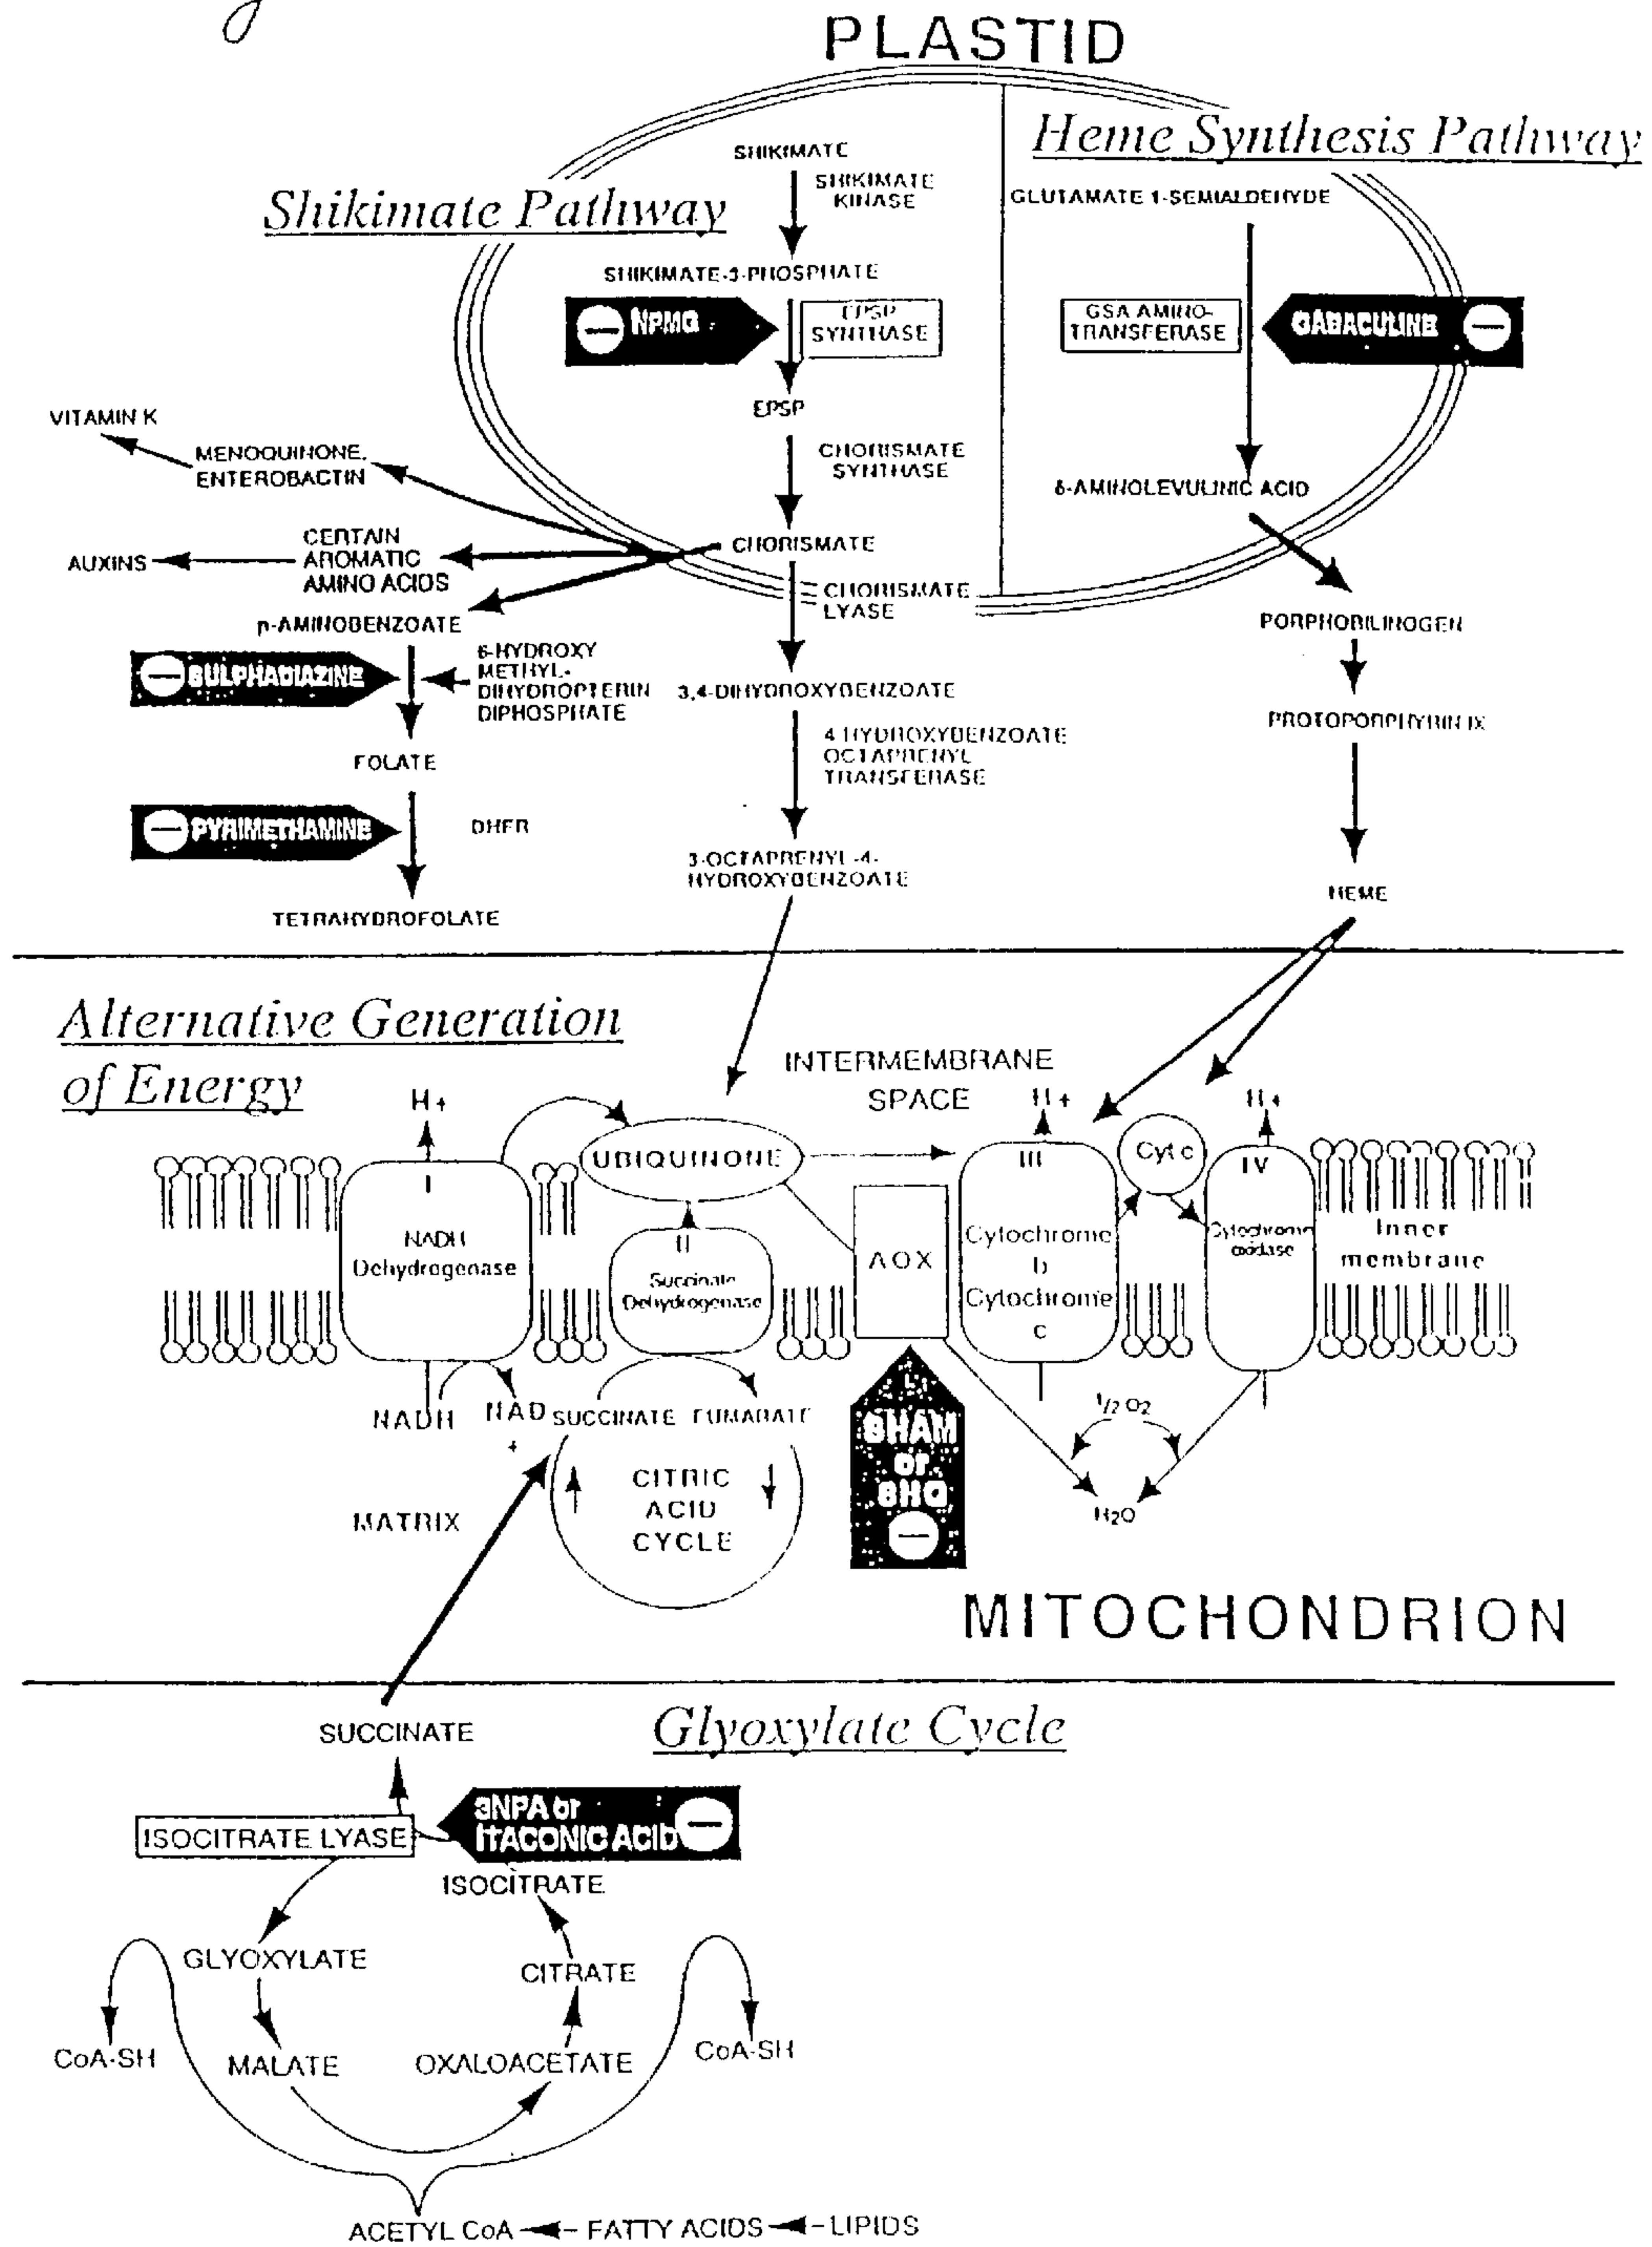 PLASTID
Heme Synthesis Pathway
Shikimate Pathway
SHIKIMATE
SHIKIMATE
KINASE
SHIKIMATE-3-PHOSPHATE
NPMG
EPSP
SYNTHASE
EPSP
CHORISMATE
SYNTHASE
CHORISMATE
CHORISMATE
LYASE
GLUTAMATE 1-SEMIALDEHYDE
GSA AMINO-
TRANSFERASE
GABACULINE
δ-AMINOLEVULINIC ACID
PORPHOBILINOGEN
PROTOPORPHYRIN IX
HEME
VITAMIN K
MENOQUINONE,
ENTEROBACTIN
AUXINS
CERTAIN
AROMATIC
AMINO ACIDS
p-AMINOBENZOATE
SULPHADIAZINE
6-HYDROXY
METHYL-
DIHYDROPTERIN
DIPHOSPHATE
FOLATE
PYRIMETHAMINE
DHFR
TETRAHYDROFOLATE
3,4-DIHYDROXYBENZOATE
4 HYDROXYBENZOATE
OCTAPRENYL
TRANSFERASE
3-OCTAPRENYL-4-
HYDROXYBENZOATE
Alternative Generation
of Energy
INTERMEMBRANE
SPACE
H+
H+
H+
I
NADH
Dehydrogenase
UBIQUINONE
II
Succinate
Dehydrogenase
AOX
III
Cytochrome
b
Cytochrome
c
Cyt c
IV
Cytochrome
oxidase
Inner
membrane
NADH
NAD
+
SUCCINATE FUMARATE
CITRIC
ACID
CYCLE
MATRIX
SHAM
or
8HQ
1/2 O2
H2O
MITOCHONDRION
Glyoxylate Cycle
SUCCINATE
ISOCITRATE LYASE
3NPA or
ITACONIC ACID
ISOCITRATE
GLYOXYLATE
CITRATE
CoA-SH
MALATE
OXALOACETATE
CoA-SH
ACETYL CoA
FATTY ACIDS
LIPIDS